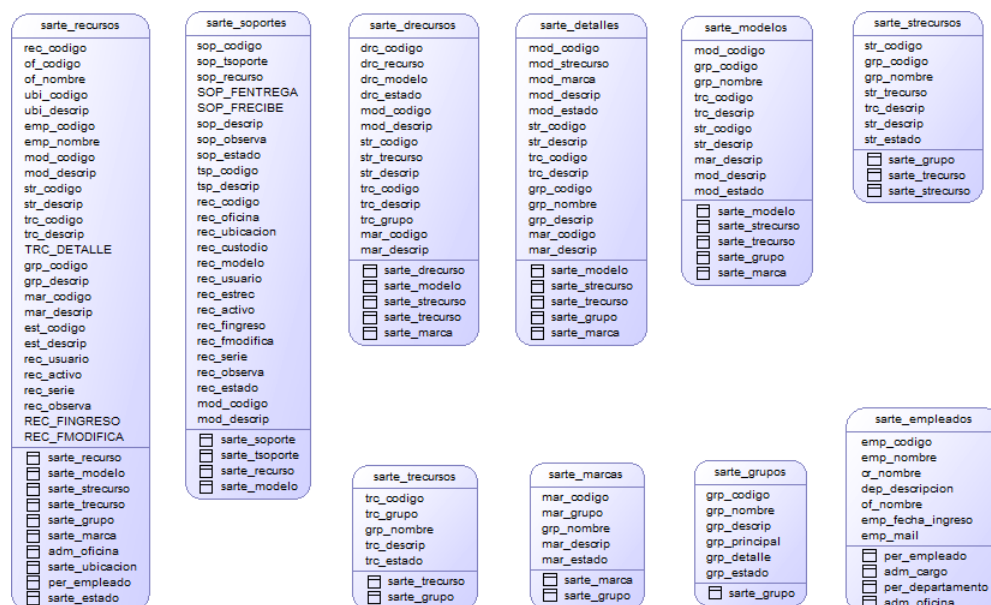 sarte_recursos
rec_codigo
of_codigo
of_nombre
ubi_codigo
ubi_descrip
emp_codigo
emp_nombre
mod_codigo
mod_descrip
str_codigo
str_descrip
trc_codigo
trc_descrip
TRC_DETALLE
grp_codigo
grp_descrip
mar_codigo
mar_descrip
est_codigo
est_descrip
rec_usuario
rec_activo
rec_serie
rec_observa
REC_FINGRESO
REC_FMODIFICA
sarte_recurso
sarte_modelo
sarte_strecurso
sarte_trecurso
sarte_grupo
sarte_marca
adm_oficina
sarte_ubicacion
per_empleado
sarte_estado
sarte_soportes
sop_codigo
sop_tsoporte
sop_recurso
SOP_FENTREGA
SOP_FRECIBE
sop_descrip
sop_observa
sop_estado
tsp_codigo
tsp_descrip
rec_codigo
rec_oficina
rec_ubicacion
rec_custodio
rec_modelo
rec_usuario
rec_estrec
rec_activo
rec_fingreso
rec_fmodifica
rec_serie
rec_observa
rec_estado
mod_codigo
mod_descrip
sarte_soporte
sarte_tsoporte
sarte_recurso
sarte_modelo
sarte_drecursos
drc_codigo
drc_recurso
drc_modelo
drc_estado
mod_codigo
mod_descrip
str_codigo
str_trecurso
str_descrip
trc_codigo
trc_descrip
trc_grupo
mar_codigo
mar_descrip
sarte_drecurso
sarte_modelo
sarte_strecurso
sarte_trecurso
sarte_marca
sarte_detalles
mod_codigo
mod_strecurso
mod_marca
mod_descrip
mod_estado
str_codigo
str_descrip
trc_codigo
trc_descrip
grp_codigo
grp_nombre
grp_descrip
mar_codigo
mar_descrip
sarte_modelo
sarte_strecurso
sarte_trecurso
sarte_grupo
sarte_marca
sarte_modelos
mod_codigo
grp_codigo
grp_nombre
trc_codigo
trc_descrip
str_codigo
str_descrip
mar_descrip
mod_descrip
mod_estado
sarte_modelo
sarte_strecurso
sarte_trecurso
sarte_grupo
sarte_marca
sarte_strecursos
str_codigo
grp_codigo
grp_nombre
str_trecurso
trc_descrip
str_descrip
str_estado
sarte_grupo
sarte_trecurso
sarte_strecurso
sarte_trecursos
trc_codigo
trc_grupo
grp_nombre
trc_descrip
trc_estado
sarte_trecurso
sarte_grupo
sarte_marcas
mar_codigo
mar_grupo
grp_nombre
mar_descrip
mar_estado
sarte_marca
sarte_grupo
sarte_grupos
grp_codigo
grp_nombre
grp_descrip
grp_principal
grp_detalle
grp_estado
sarte_grupo
sarte_empleados
emp_codigo
emp_nombre
cr_nombre
dep_descripcion
of_nombre
emp_fecha_ingreso
emp_mail
per_empleado
adm_cargo
per_departamento
adm_oficina